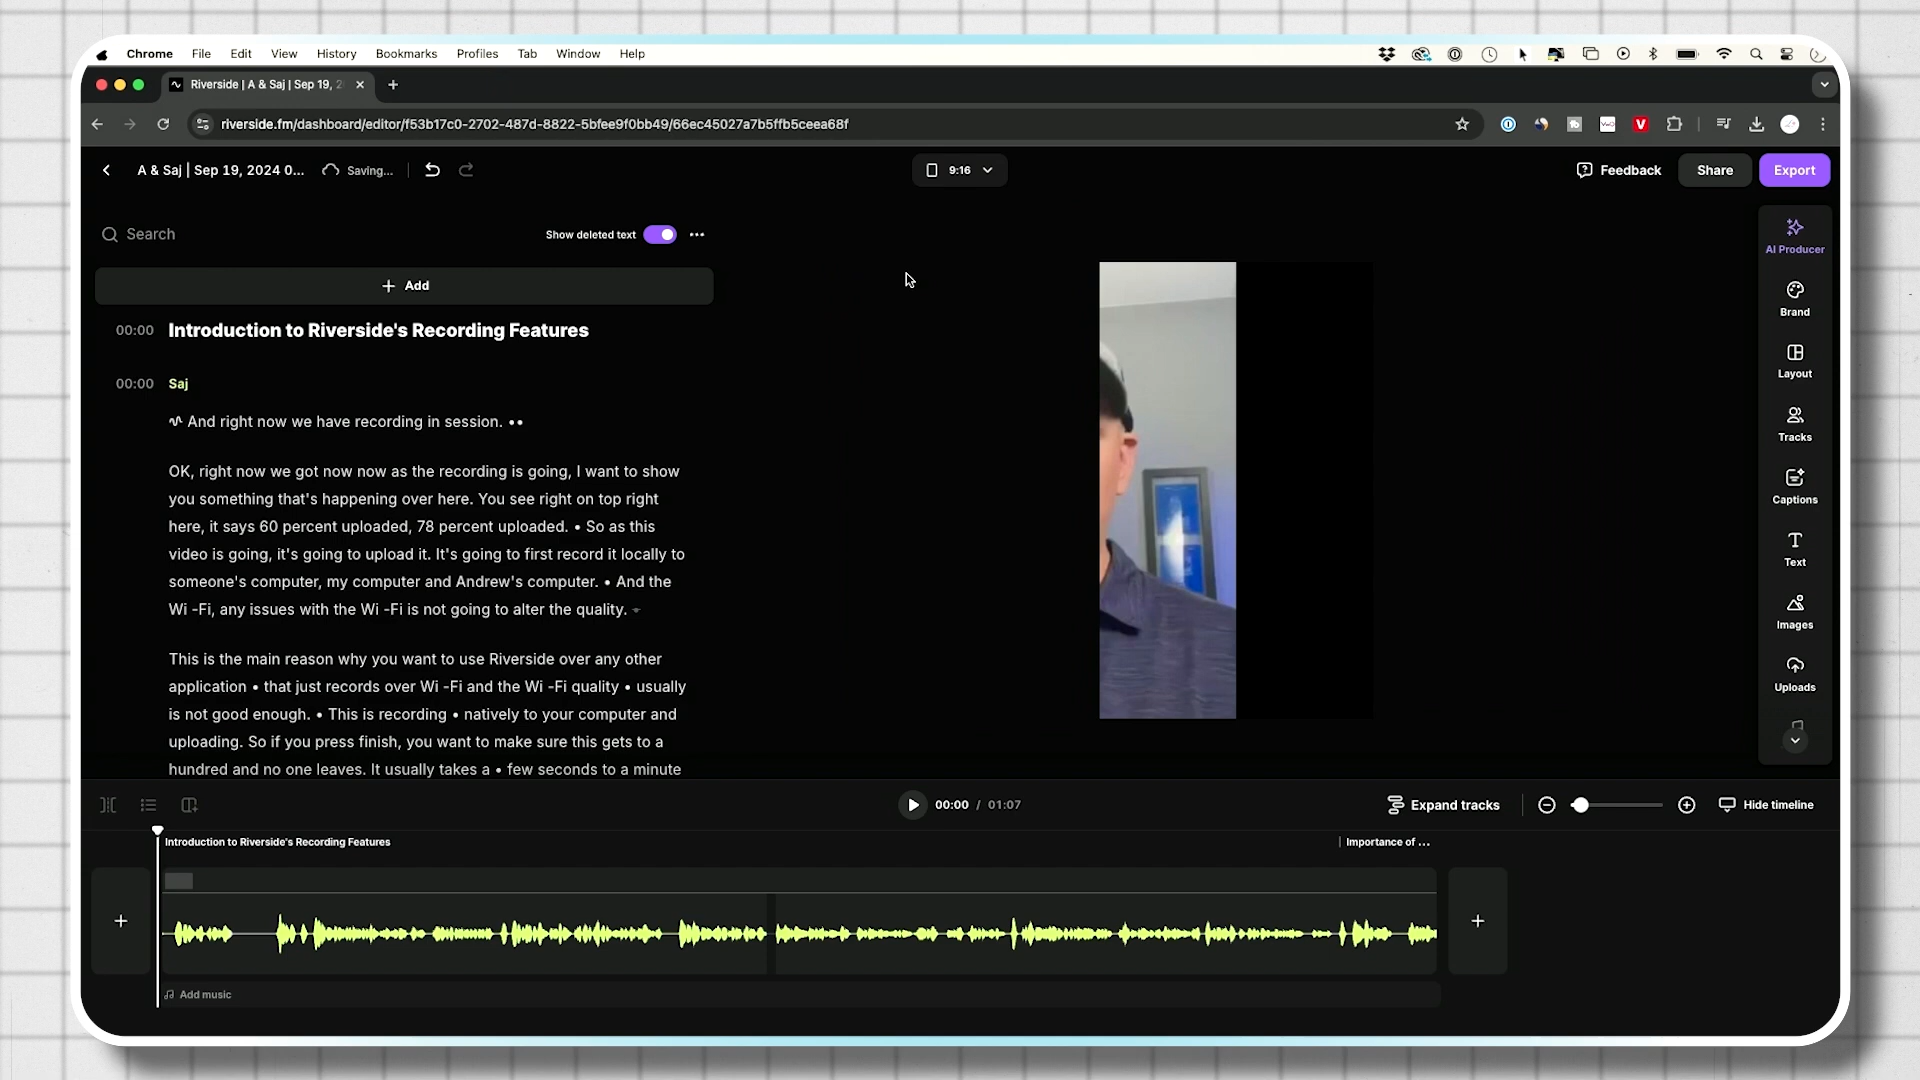 Chrome File Edit View History Bookmarks Profiles Tab Window Help
Riverside | A & Saj | Sep 19, 2
riverside.fm/dashboard/editor/f53b17c0-2702-487d-8822-5bfee9f0bb49/66ec45027a7b5ffb5ceea68f
A & Saj | Sep 19, 2024 0... Saving... 9:16 Feedback Share Export
Search Show deleted text
AI Producer
Add
Brand
00:00 Introduction to Riverside's Recording Features
Layout
00:00 Saj
And right now we have recording in session. ••
Tracks
OK, right now we got now now as the recording is going, I want to show
you something that's happening over here. You see right on top right
Captions
here, it says 60 percent uploaded, 78 percent uploaded. • So as this
video is going, it's going to upload it. It's going to first record it locally to
Text
someone's computer, my computer and Andrew's computer. • And the
Wi -Fi, any issues with the Wi -Fi is not going to alter the quality.
Images
This is the main reason why you want to use Riverside over any other
application • that just records over Wi -Fi and the Wi -Fi quality • usually
Uploads
is not good enough. • This is recording • natively to your computer and
uploading. So if you press finish, you want to make sure this gets to a
hundred and no one leaves. It usually takes a • few seconds to a minute
00:00 / 01:07 Expand tracks Hide timeline
Introduction to Riverside's Recording Features Importance of ...
Add music